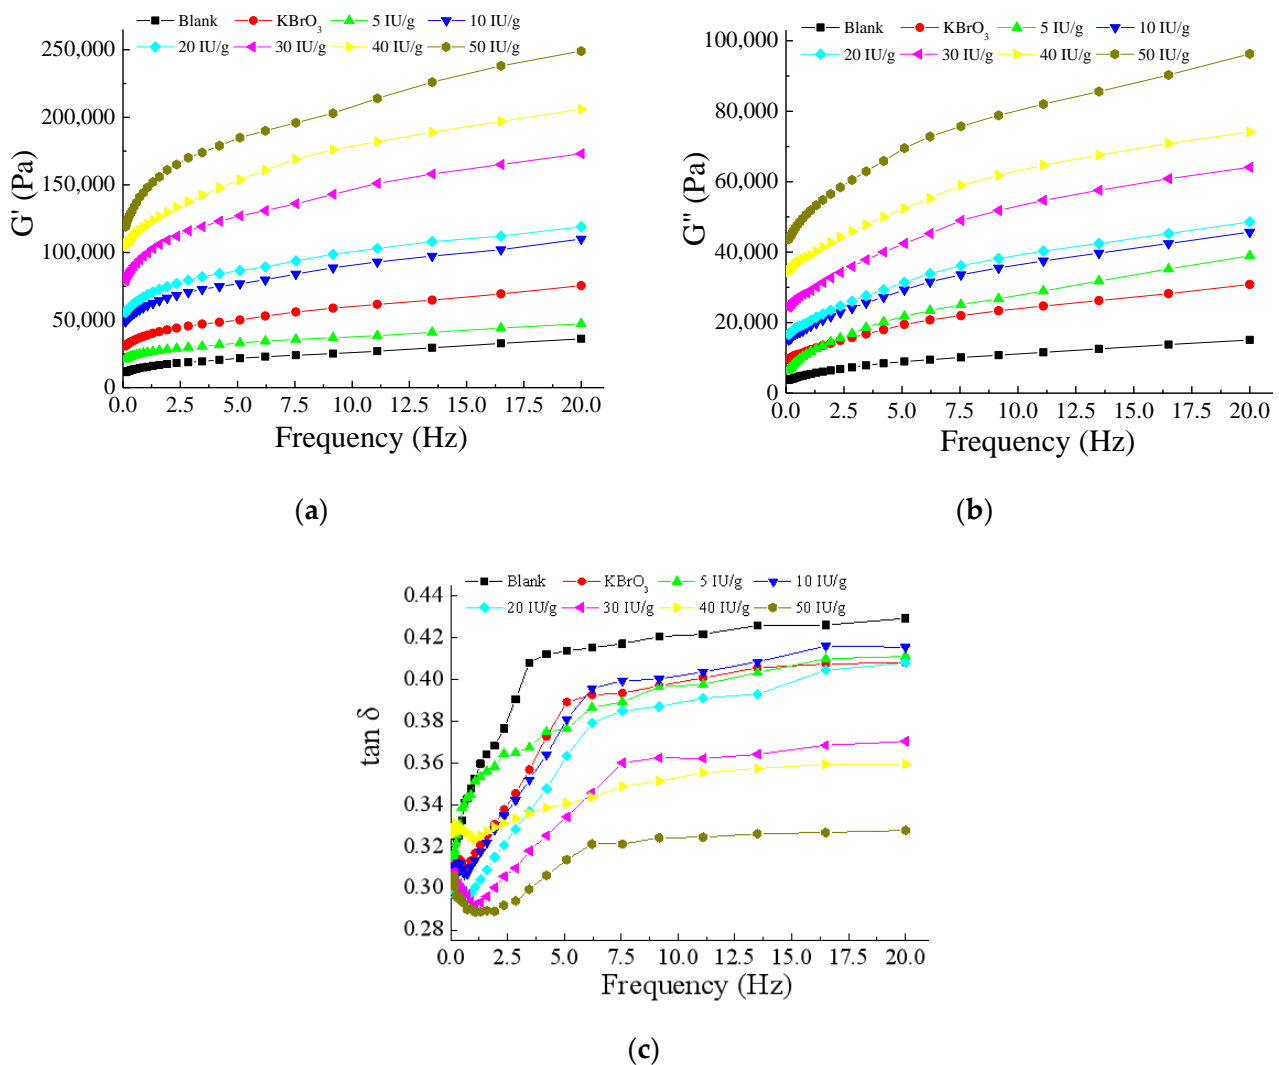 Blank KBrO3 5 IU/g 10 IU/g
20 IU/g 30 IU/g 40 IU/g 50 IU/g
250,000
200,000
150,000
100,000
50,000
0
G' (Pa)
0.0 2.5 5.0 7.5 10.0 12.5 15.0 17.5 20.0
Frequency (Hz)
(a)
Blank KBrO3 5 IU/g 10 IU/g
20 IU/g 30 IU/g 40 IU/g 50 IU/g
100,000
80,000
60,000
40,000
20,000
0
G" (Pa)
0.0 2.5 5.0 7.5 10.0 12.5 15.0 17.5 20.0
Frequency (Hz)
(b)
Blank KBrO3 5 IU/g 10 IU/g
20 IU/g 30 IU/g 40 IU/g 50 IU/g
0.44
0.42
0.40
0.38
0.36
0.34
0.32
0.30
0.28
tan δ
0.0 2.5 5.0 7.5 10.0 12.5 15.0 17.5 20.0
Frequency (Hz)
(c)